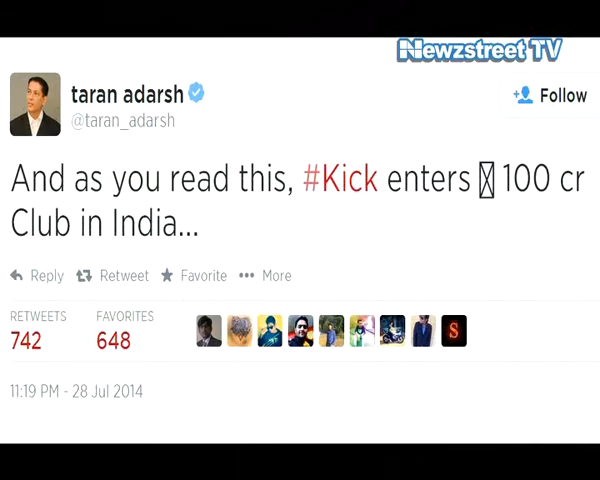 Newzstreet TV
taran adarsh
@taran_adarsh
Follow
And as you read this, #Kick enters 100 cr
Club in India...
Reply Retweet Favorite More
RETWEETS FAVORITES
742 648
S
11:19 PM - 28 Jul 2014